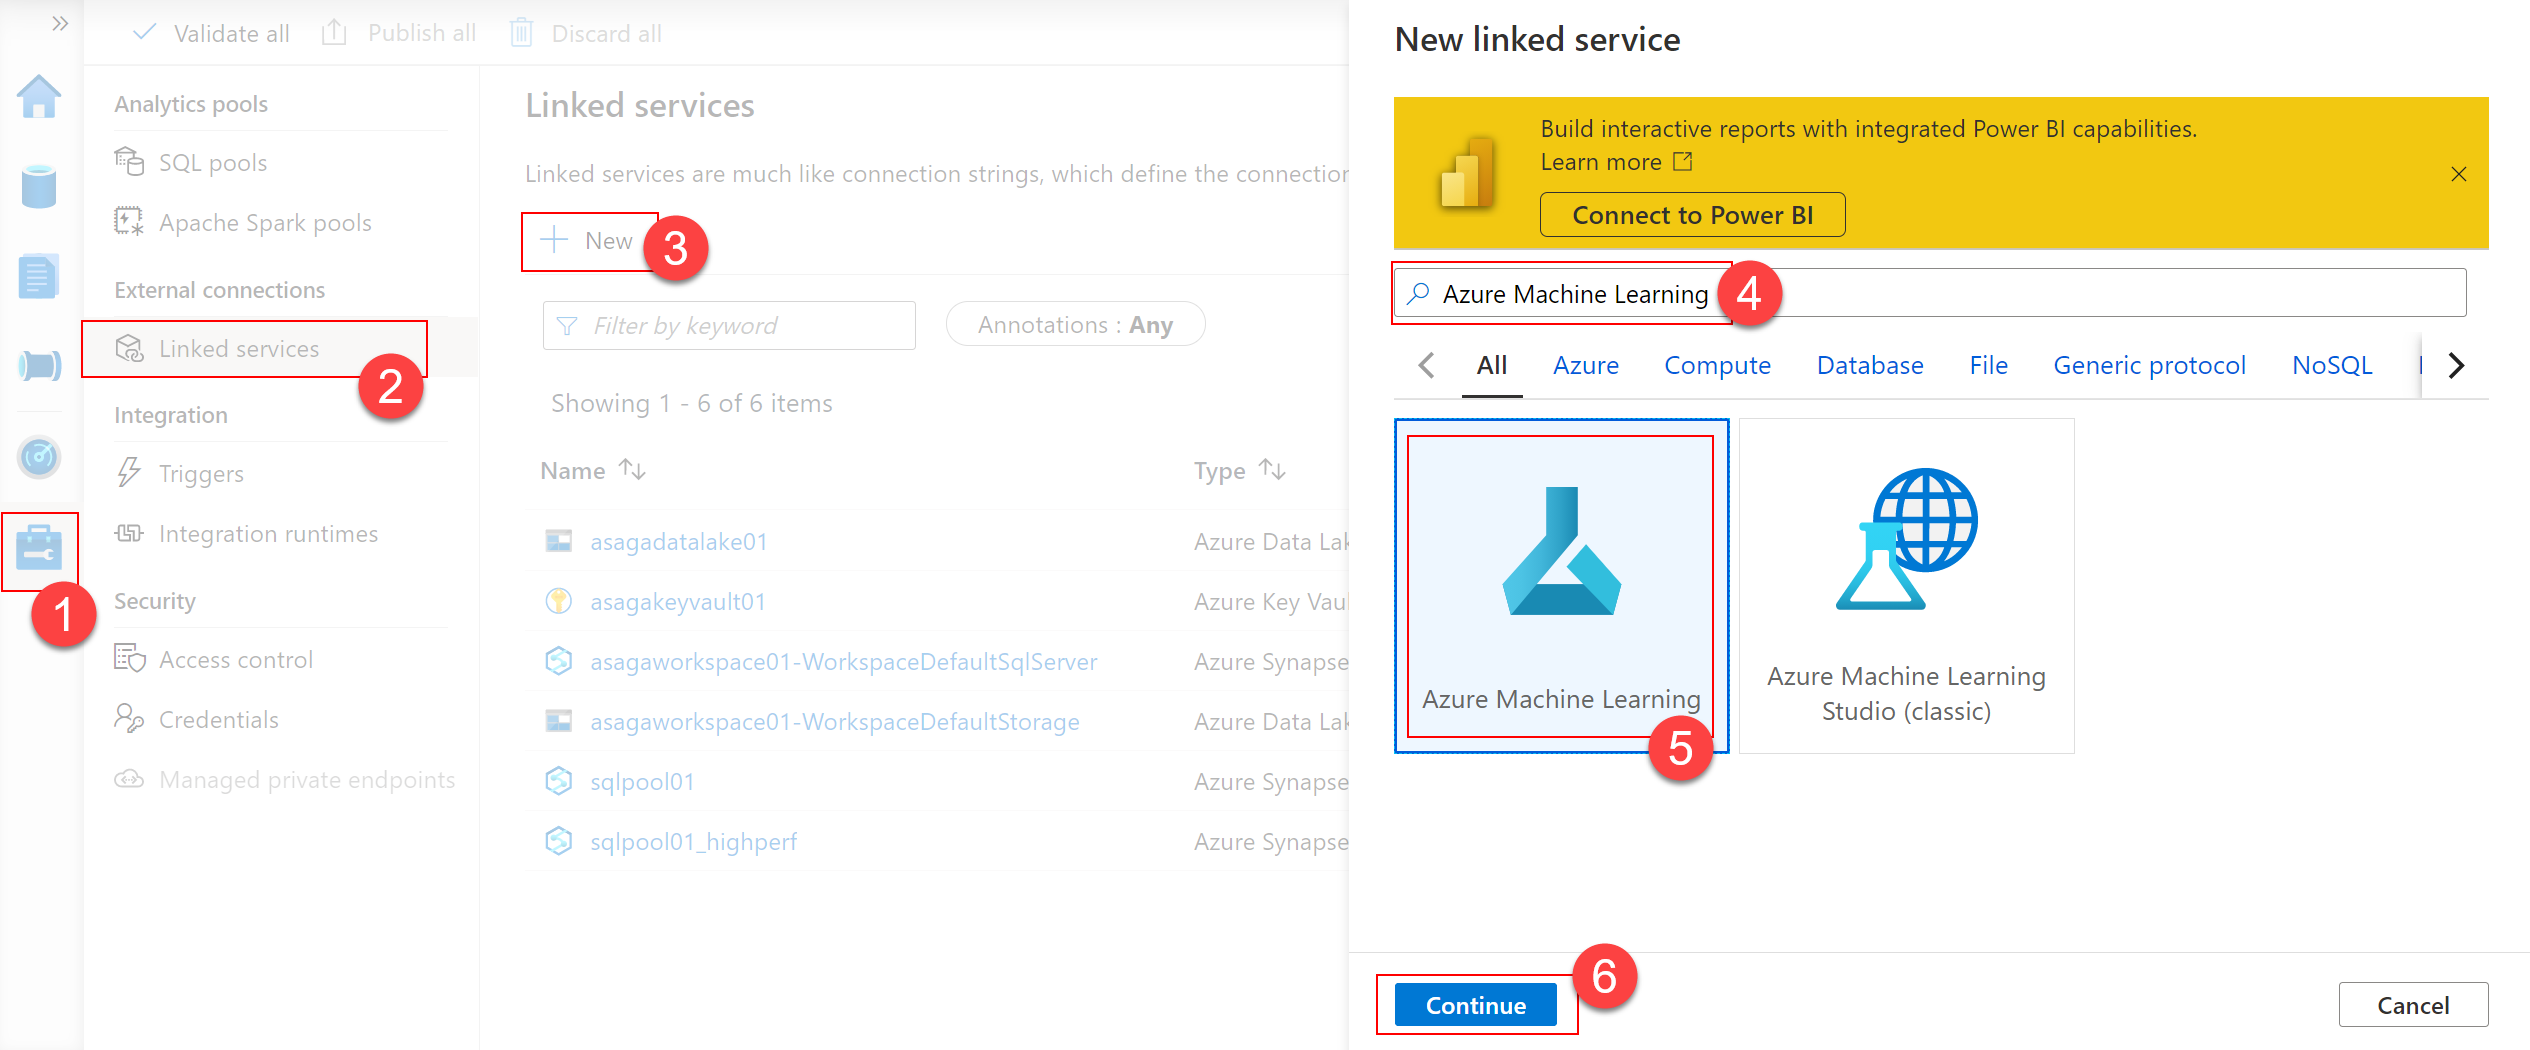 Validate all
Publish all
Discard all
Analytics pools
SQL pools
Apache Spark pools
External connections
Linked services
2
Integration
Triggers
Integration runtimes
1
Security
Access control
Credentials
Managed private endpoints
Linked services
Linked services are much like connection strings, which define the connection
New
3
Filter by keyword
Annotations : Any
Showing 1 - 6 of 6 items
Name
Type
asagadatalake01
Azure Data Lak
asagakeyvault01
Azure Key Vaul
asagaworkspace01-WorkspaceDefaultSqlServer
Azure Synapse
asagaworkspace01-WorkspaceDefaultStorage
Azure Data Lak
sqlpool01
Azure Synapse
sqlpool01_highperf
Azure Synapse
New linked service
Build interactive reports with integrated Power BI capabilities.
Learn more
Connect to Power BI
Azure Machine Learning
4
All
Azure
Compute
Database
File
Generic protocol
NoSQL
Azure Machine Learning
5
Azure Machine Learning
Studio (classic)
6
Continue
Cancel